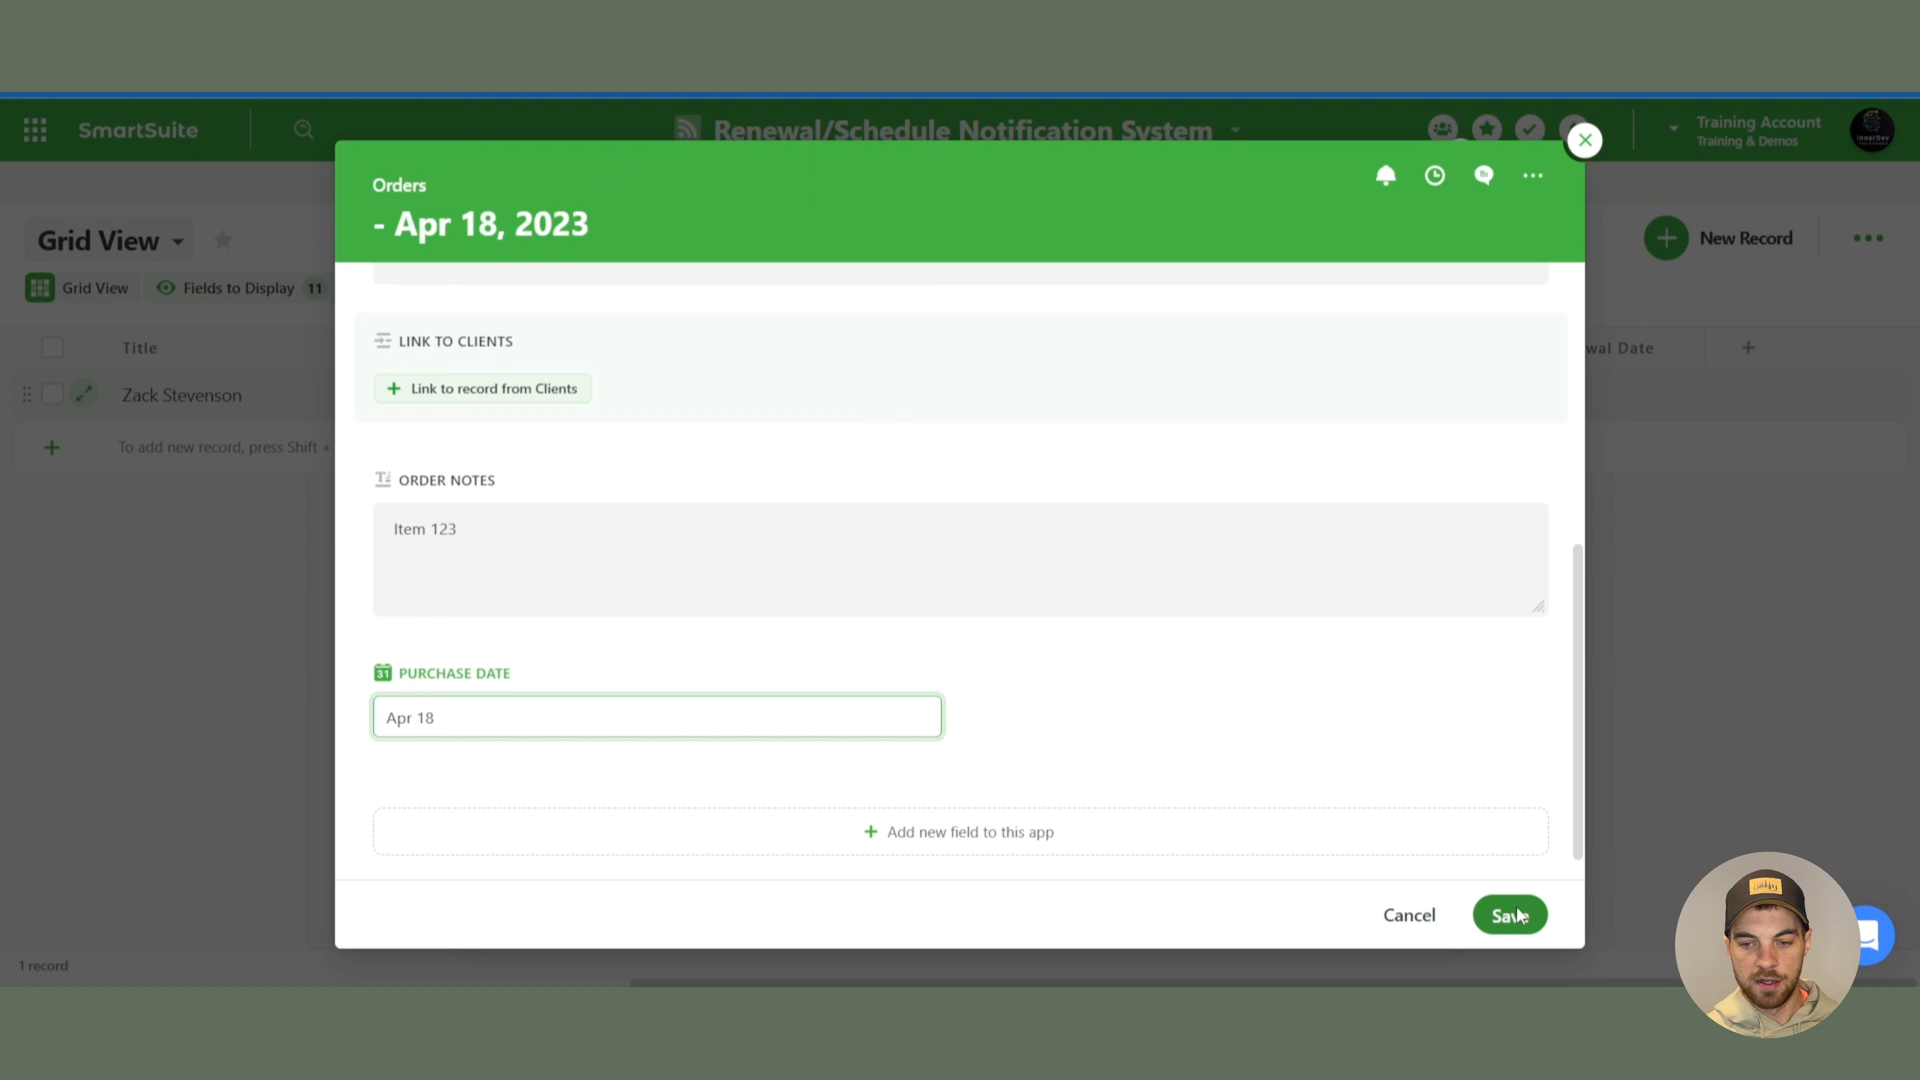 SmartSuite
Renewal/Schedule Notification System
Training Account
Training & Demos
Orders
- Apr 18, 2023
Grid View
New Record
Grid View
Fields to Display 11
LINK TO CLIENTS
Title
wal Date
Link to record from Clients
Zack Stevenson
To add new record, press Shift +
ORDER NOTES
Item 123
31 PURCHASE DATE
Apr 18
Add new field to this app
Cancel
Save
1 record